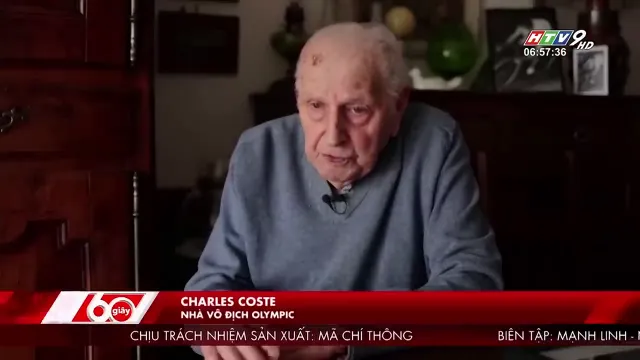 HTV9 HD
06:57:36
60 giây
CHARLES COSTE
NHÀ VÔ ĐỊCH OLYMPIC
CHỊU TRÁCH NHIỆM SẢN XUẤT: MÃ CHÍ THÔNG BIÊN TẬP: MẠNH LINH -